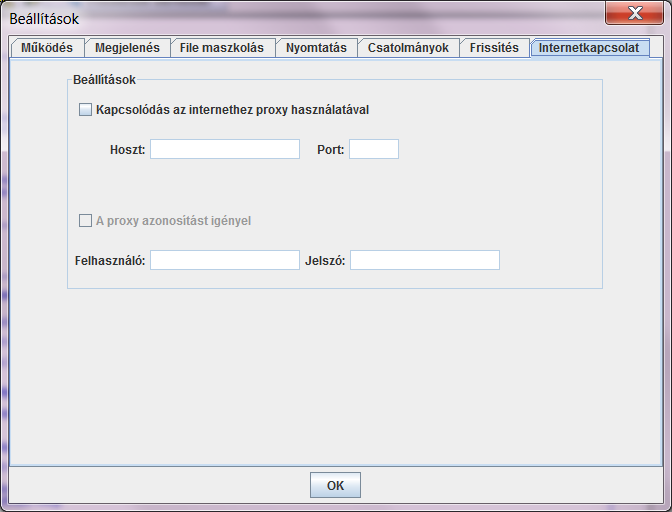 Beállítások
Működés Megjelenés File maszkolás Nyomtatás Csatolmányok Frissítés Internetkapcsolat
Beállítások
Kapcsolódás az internethez proxy használatával
Hoszt: Port:
A proxy azonosítást igényel
Felhasználó: Jelszó:
OK